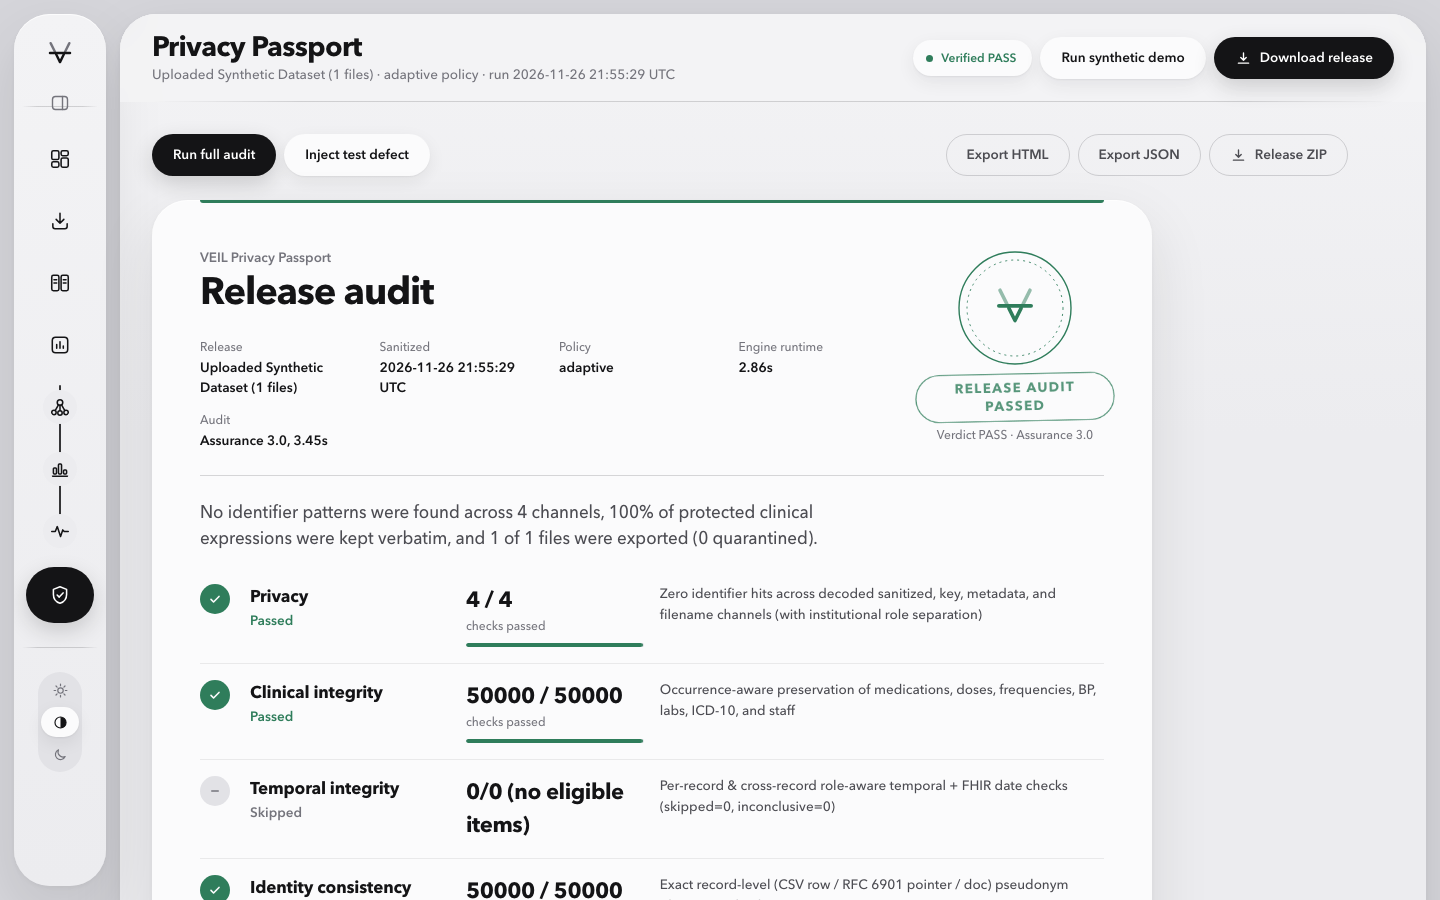 Privacy Passport
Uploaded Synthetic Dataset (1 files) · adaptive policy · run 2026-11-26 21:55:29 UTC
Verified PASS
Run synthetic demo
Download release
Run full audit
Inject test defect
Export HTML
Export JSON
Release ZIP
VEIL Privacy Passport
Release audit
Release
Uploaded Synthetic
Dataset (1 files)
Sanitized
2026-11-26 21:55:29
UTC
Policy
adaptive
Engine runtime
2.86s
Audit
Assurance 3.0, 3.45s
RELEASE AUDIT
PASSED
Verdict PASS · Assurance 3.0
No identifier patterns were found across 4 channels, 100% of protected clinical
expressions were kept verbatim, and 1 of 1 files were exported (0 quarantined).
Privacy
Passed
4 / 4
checks passed
Zero identifier hits across decoded sanitized, key, metadata, and
filename channels (with institutional role separation)
Clinical integrity
Passed
50000 / 50000
checks passed
Occurrence-aware preservation of medications, doses, frequencies, BP,
labs, ICD-10, and staff
Temporal integrity
Skipped
0/0 (no eligible
items)
Per-record & cross-record role-aware temporal + FHIR date checks
(skipped=0, inconclusive=0)
Identity consistency
50000 / 50000
Exact record-level (CSV row / RFC 6901 pointer / doc) pseudonym